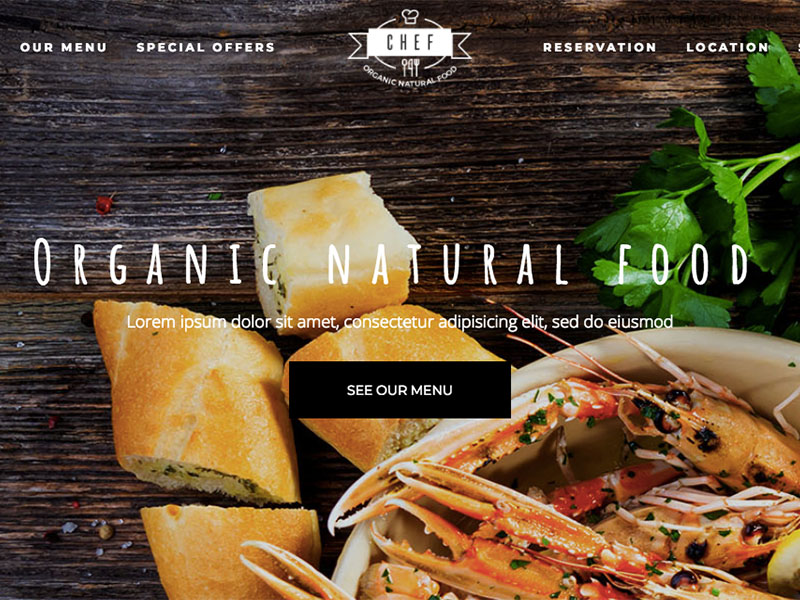 OUR MENU
SPECIAL OFFERS
CHEF
ORGANIC NATURAL FOOD
RESERVATION
LOCATION
ORGANIC NATURAL FOOD
Lorem ipsum dolor sit amet, consectetur adipisicing elit, sed do eiusmod
SEE OUR MENU